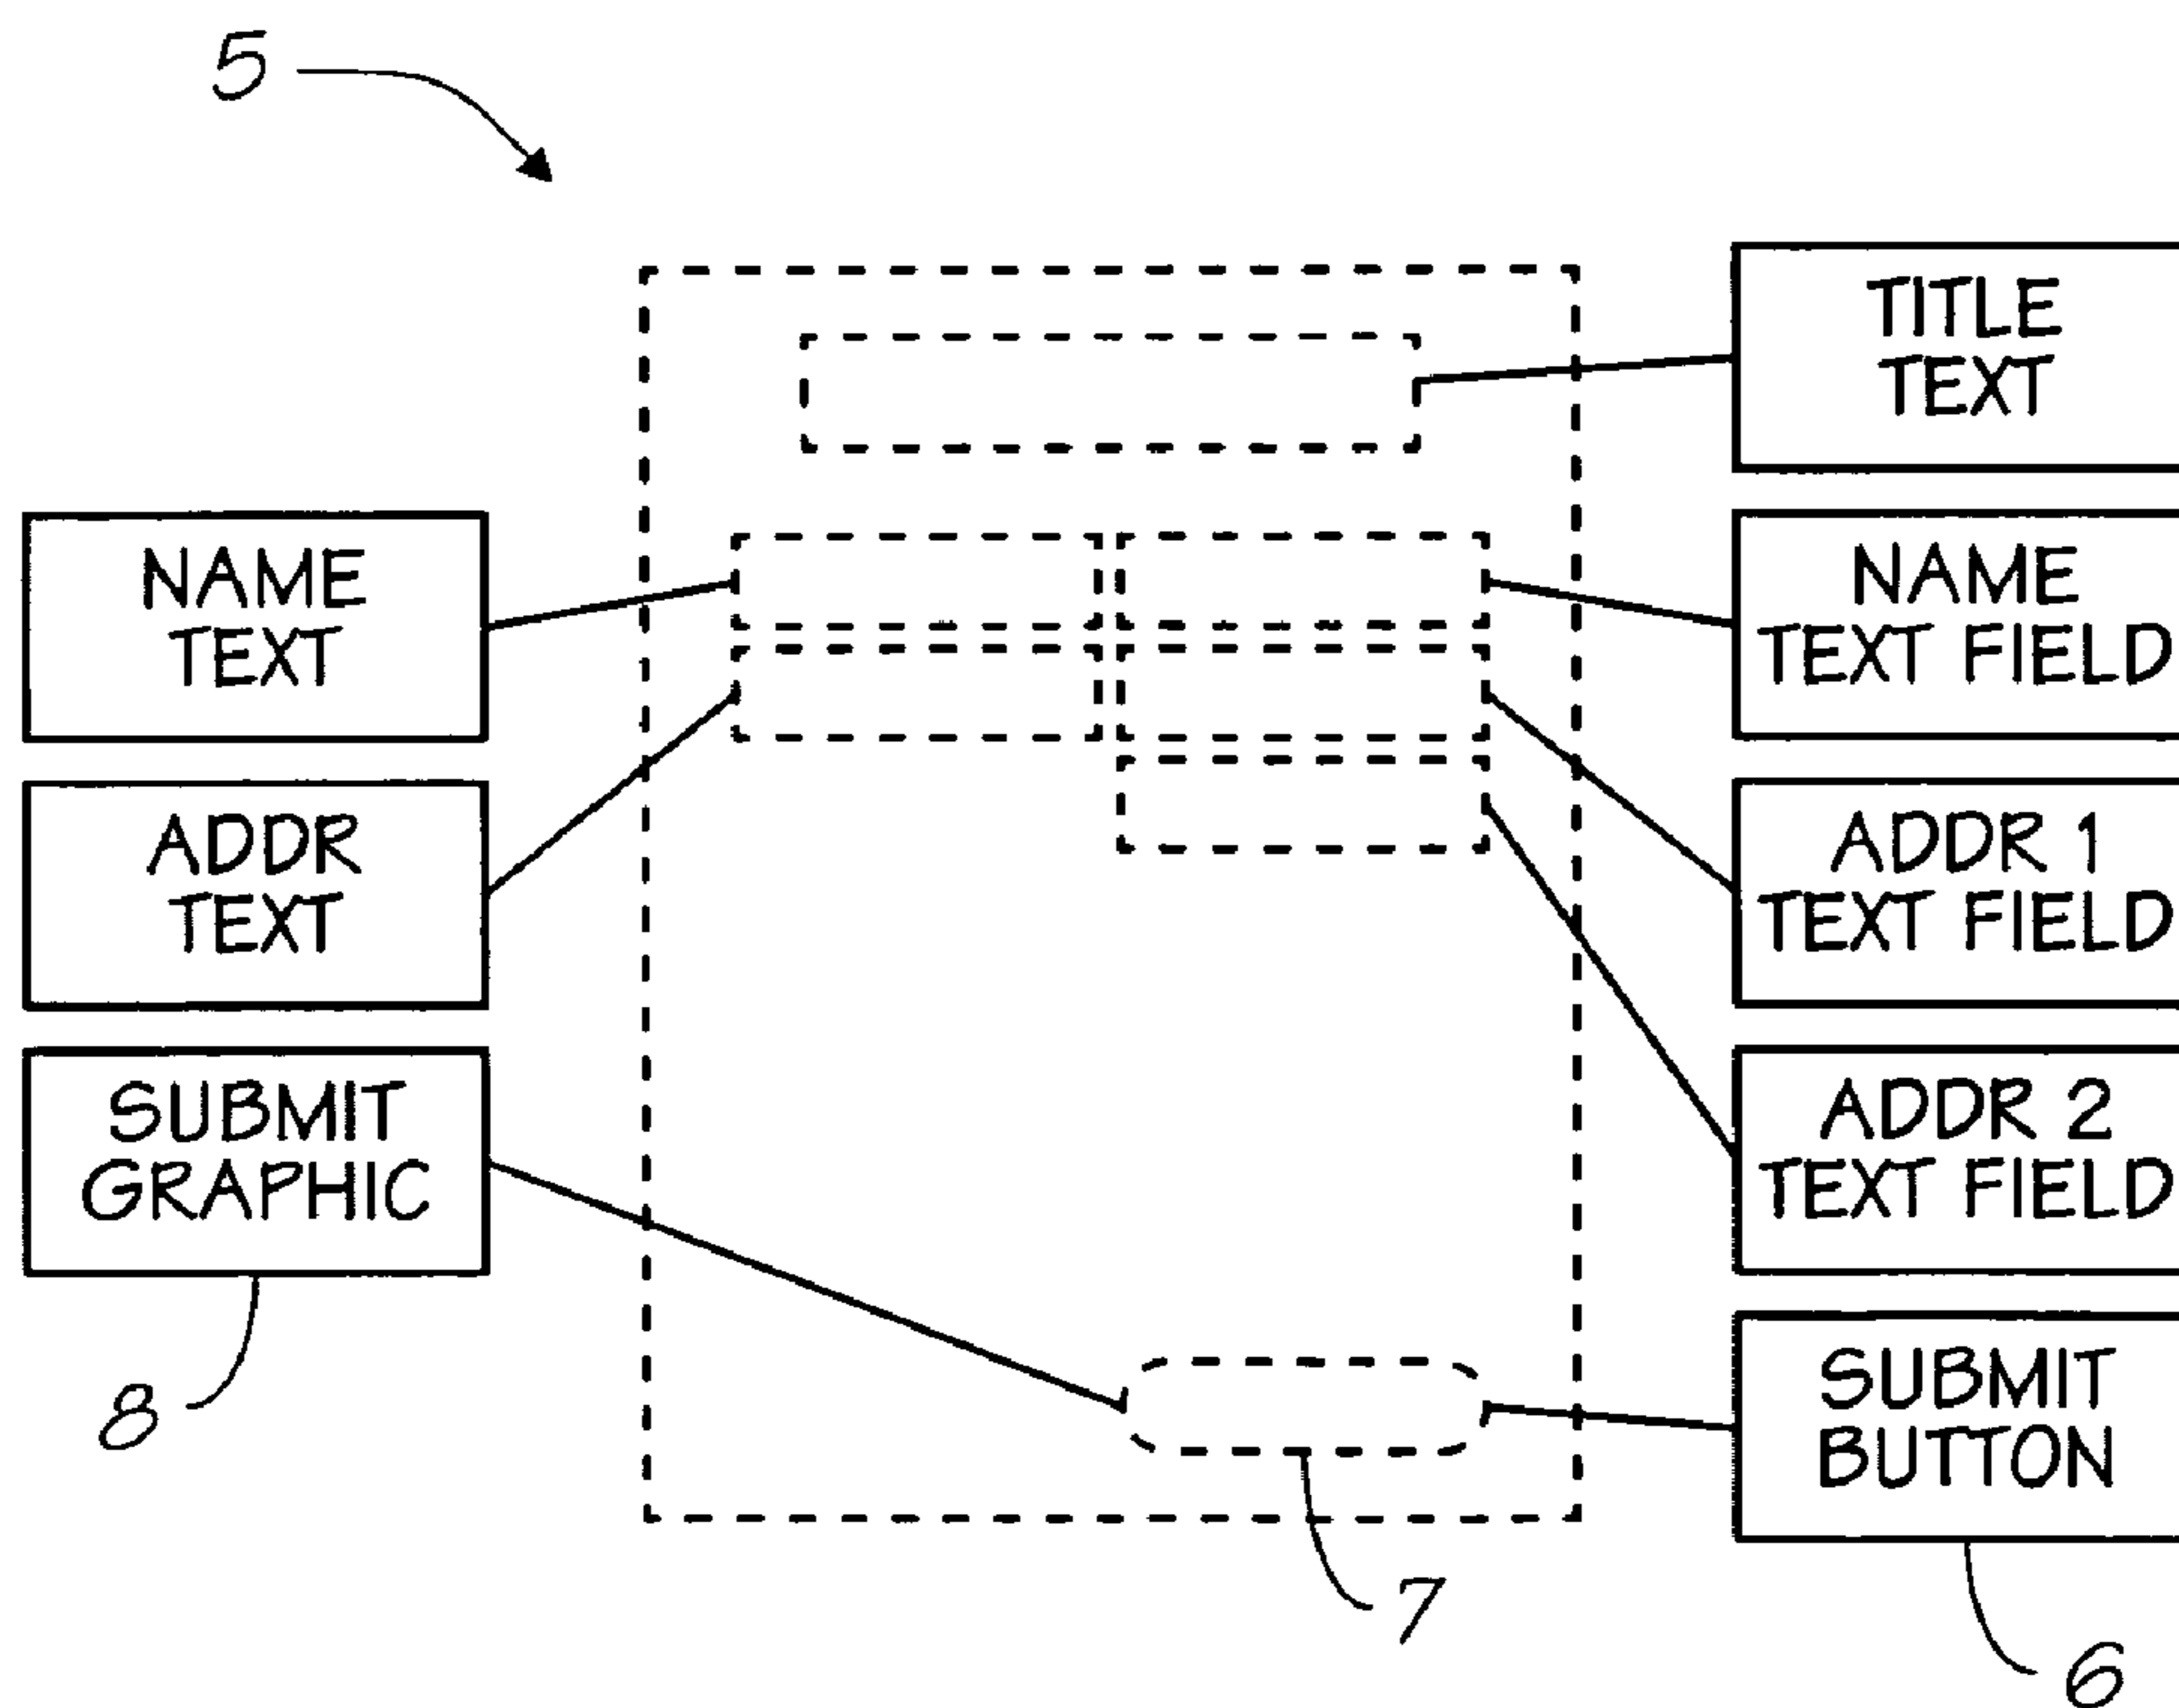 5
TITLE
TEXT
NAME
TEXT
NAME
TEXT FIELD
ADDR
TEXT
ADDR 1
TEXT FIELD
SUBMIT
GRAPHIC
ADDR 2
TEXT FIELD
8
SUBMIT
BUTTON
7
6